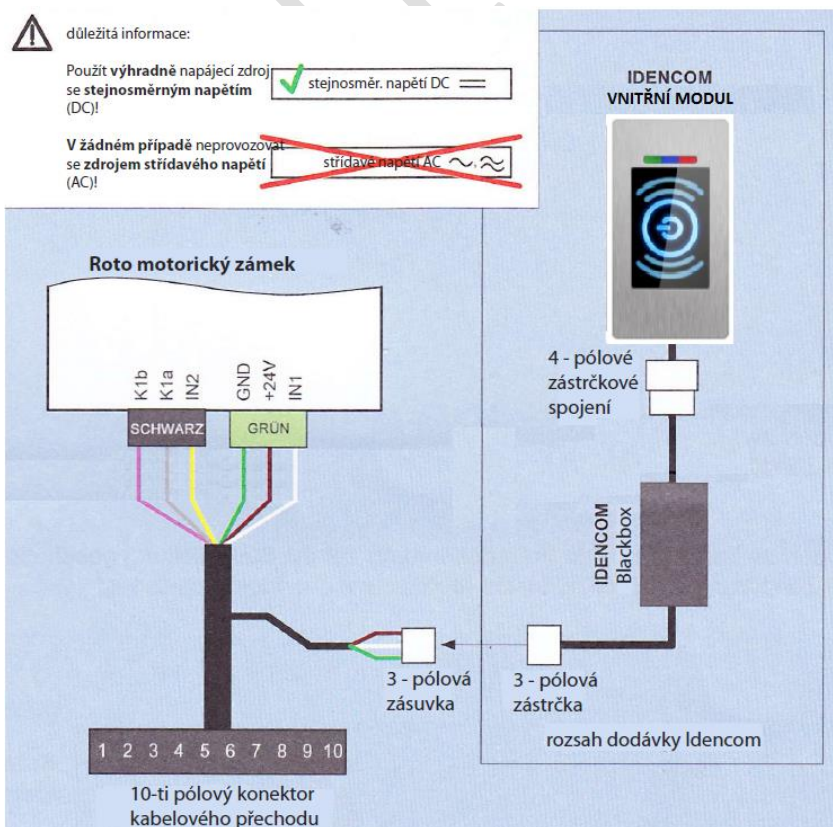 důležitá informace:
Použít výhradně napájecí zdroj
se stejnosměrným napětím
(DC)!
stejnosměr. napětí DC
V žádném případě neprovozovat
se zdrojem střídavého napětí
(AC)!
střídavé napětí AC
IDENCOM
VNITŘNÍ MODUL
Roto motorický zámek
K1b
K1a
IN2
GND
+24V
IN1
SCHWARZ
GRÜN
4 - pólové
zástrčkové
spojení
IDENCOM
Blackbox
3 - pólová
zásuvka
3 - pólová
zástrčka
rozsah dodávky Idencom
1 2 3 4 5 6 7 8 9 10
10-ti pólový konektor
kabelového přechodu